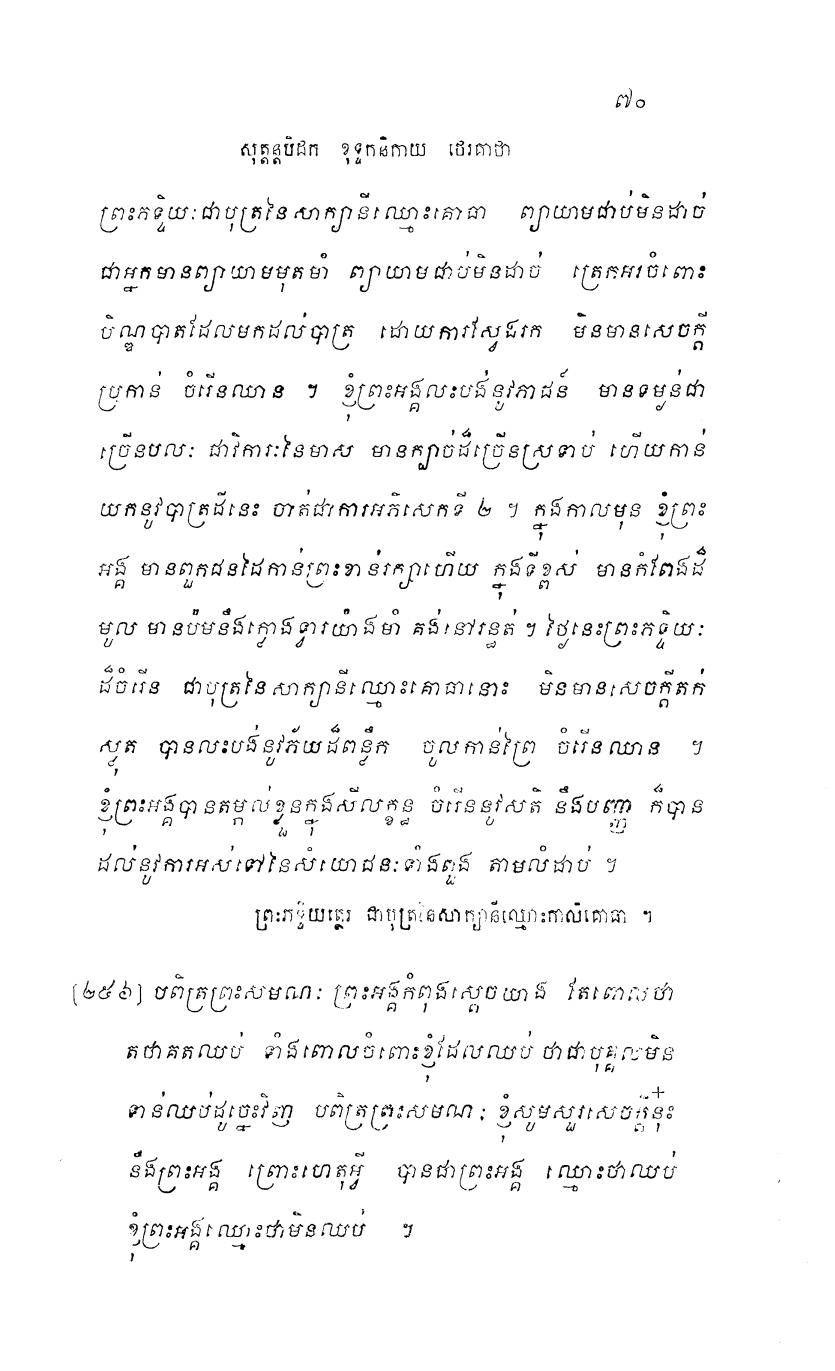 ៧០
សុត្តន្តបិដក ខុទ្ទកនិកាយ ថេរគាថា
ព្រះភទ្ទិយៈជាបុត្រនៃសាក្យានីឈ្មោះគោធា ព្យាយាមជាប់មិនដាច់
ជាអ្នកមានព្យាយាមមុតមាំ ព្យាយាមជាប់មិនដាច់ ត្រេកអរចំពោះ
បិណ្ឌបាតដែលមកដល់បាត្រ ដោយការស្វែងរក មិនមានសេចក្តី
ប្រកាន់ ចំរើនឈាន ។ ខ្ញុំព្រះអង្គលះបង់នូវភាជន៍ មានទម្ងន់ជា
ច្រើនបលៈ ជាវិការៈនៃមាស មានក្បាច់ដ៏ច្រើនស្រទាប់ ហើយកាន់
យកនូវបាត្រដីនេះ ចាត់ជាការអភិសេកទី ២ ។ ក្នុងកាលមុន ខ្ញុំព្រះ
អង្គ មានពួកជនដៃកាន់ព្រះខាន់រក្សាហើយ ក្នុងទីខ្ពស់ មានកំពែងដ៏
មូល មានប៉មនឹងក្លោងទ្វារយ៉ាងមាំ គង់នៅរន្ធត់ ។ ថ្ងៃនេះព្រះភទ្ទិយៈ
ដ៏ចំរើន ជាបុត្រនៃសាក្យានីឈ្មោះគោធានោះ មិនមានសេចក្តីតក់
ស្លុត បានលះបង់នូវភ័យដ៏ពន្លឹក ចូលកាន់ព្រៃ ចំរើនឈាន ។
ខ្ញុំព្រះអង្គបានតម្កល់ខ្លួនក្នុងសីលក្ខន្ធ ចំរើននូវសតិ នឹងបញ្ញា ក៏បាន
ដល់នូវការអស់ទៅនៃសំយោជនៈទាំងពួង តាមលំដាប់ ។
ព្រះភទ្ទិយត្ថេរ ជាបុត្រនៃសាក្យានីឈ្មោះកាលិគោធា ។
[២៥៦] បពិត្រព្រះសមណៈ ព្រះអង្គកំពុងស្តេចយាង តែពោលថា
តថាគតឈប់ ទាំងពោលចំពោះខ្ញុំដែលឈប់ ថាជាបុគ្គលមិន
ទាន់ឈប់ដូច្នេះវិញ បពិត្រព្រះសមណៈ ខ្ញុំសូមសួរសេចក្តីនុ៎ះ
នឹងព្រះអង្គ ព្រោះហេតុអ្វី បានជាព្រះអង្គ ឈ្មោះថាឈប់
ខ្ញុំព្រះអង្គឈ្មោះថាមិនឈប់ ។